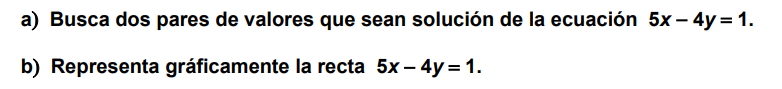 a) Busca dos pares de valores que sean solución de la ecuación 5x – 4y = 1.
b) Representa gráficamente la recta 5x – 4y = 1.